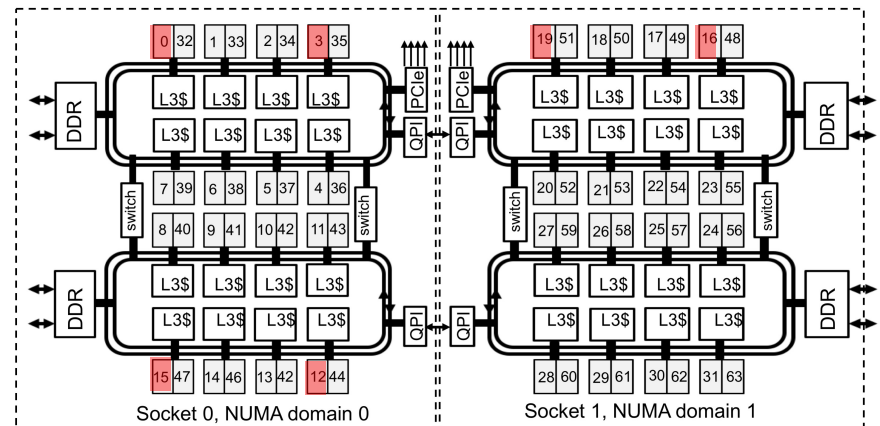 0 32 1 33 2 34 3 35 19 51 18 50 17 49 16 48
DDR L3$ L3$ L3$ L3$ PCIe PCIe L3$ L3$ L3$ L3$ DDR
L3$ L3$ L3$ L3$ QPI QPI L3$ L3$ L3$ L3$
7 39 6 38 5 37 4 36 20 52 21 53 22 54 23 55
switch switch switch switch
8 40 9 41 10 42 11 43 27 59 26 58 25 57 24 56
DDR L3$ L3$ L3$ L3$ L3$ L3$ L3$ L3$ DDR
L3$ L3$ L3$ L3$ QPI QPI L3$ L3$ L3$ L3$
15 47 14 46 13 42 12 44 28 60 29 61 30 62 31 63
Socket 0, NUMA domain 0 Socket 1, NUMA domain 1